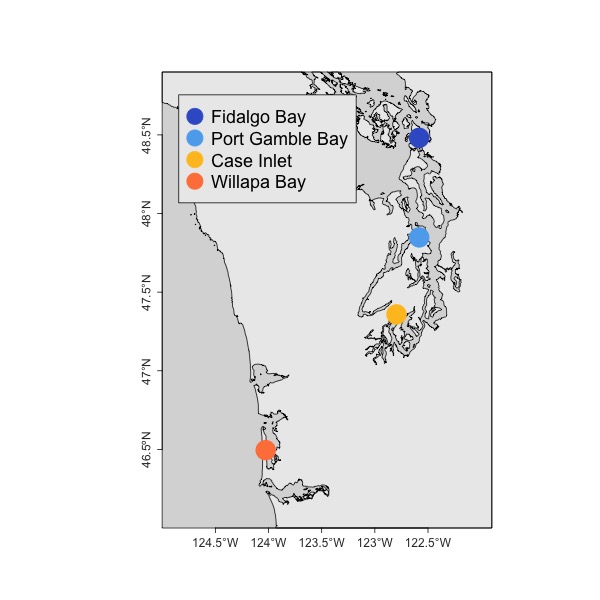 Fidalgo Bay
Port Gamble Bay
Case Inlet
Willapa Bay
48.5°N
48°N
47.5°N
47°N
46.5°N
124.5°W 124°W 123.5°W 123°W 122.5°W